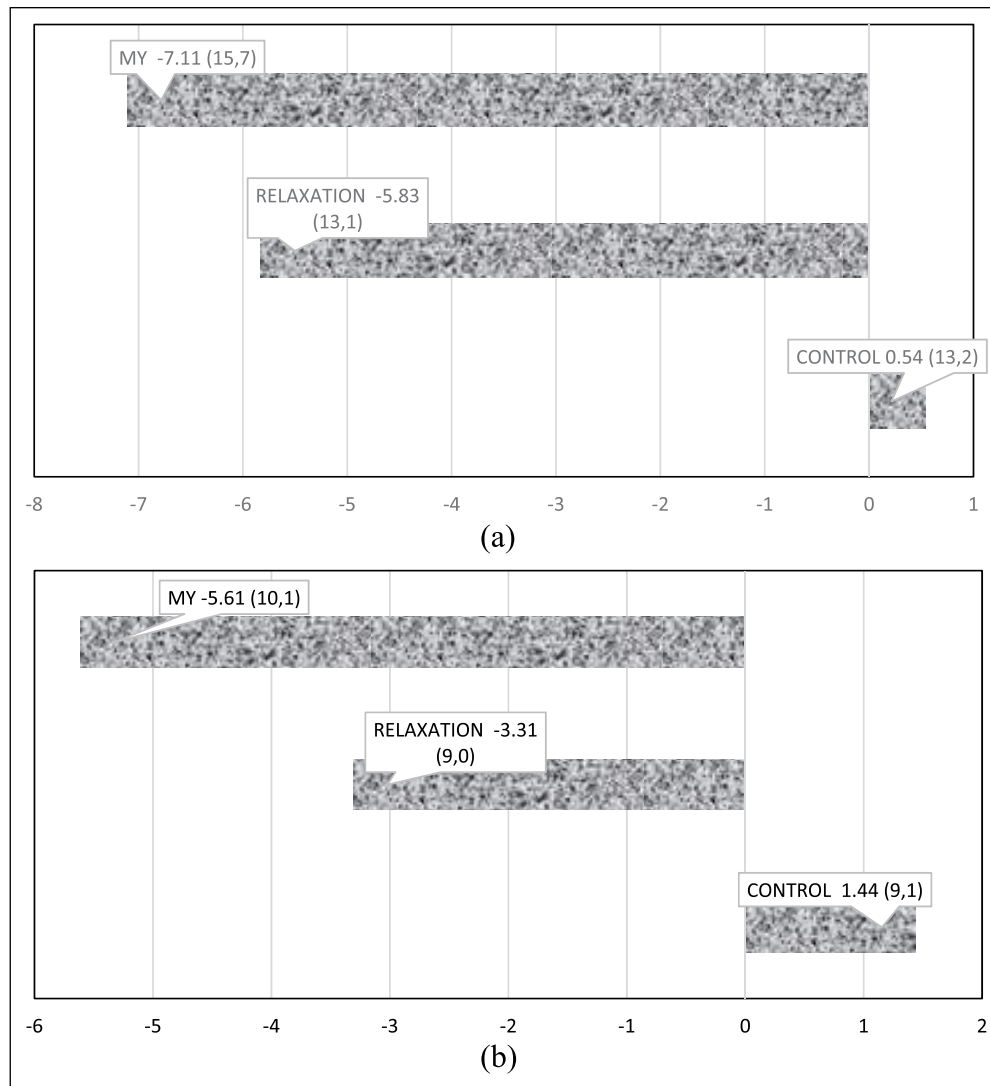 MY -7.11 (15,7)
RELAXATION -5.83
(13,1)
CONTROL 0.54 (13,2)
-8 -7 -6 -5 -4 -3 -2 -1 0 1
(a)
MY -5.61 (10,1)
RELAXATION -3.31
(9,0)
CONTROL 1.44 (9,1)
-6 -5 -4 -3 -2 -1 0 1 2
(b)